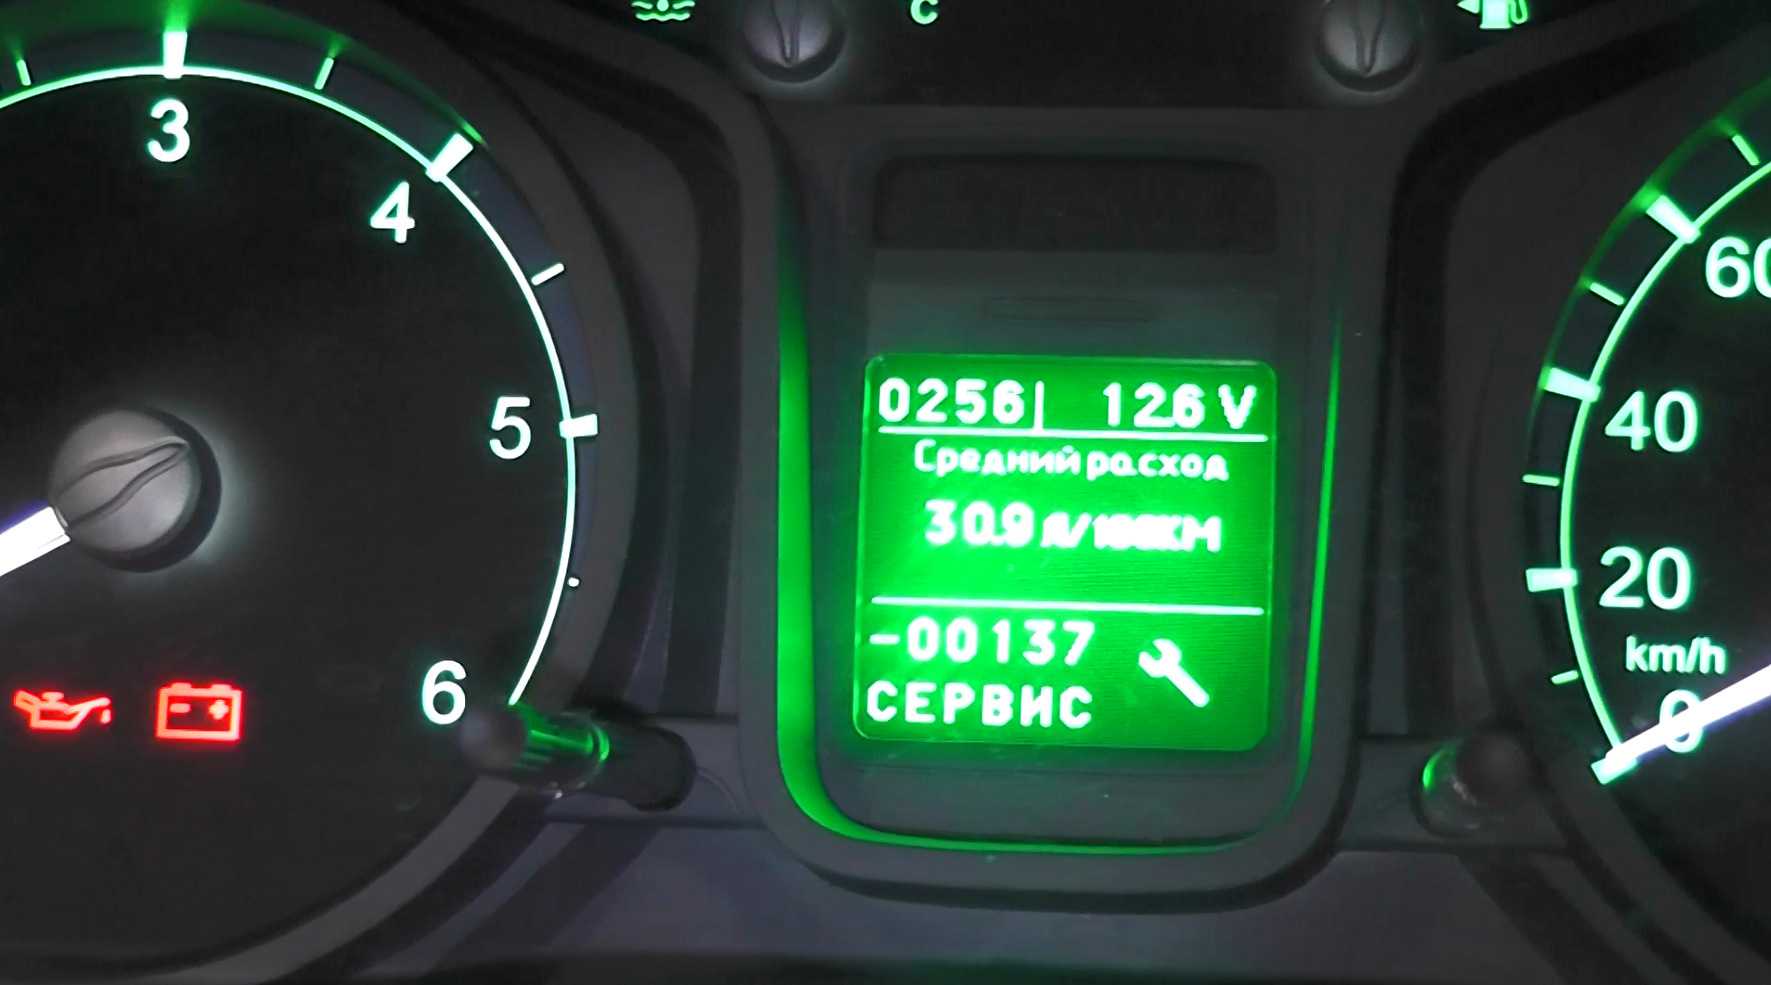 C
3
4
5
6
0256| 12.6 V
Средний расход
30.9 л/100КМ
-00137
СЕРВИС
60
40
20
km/h
0